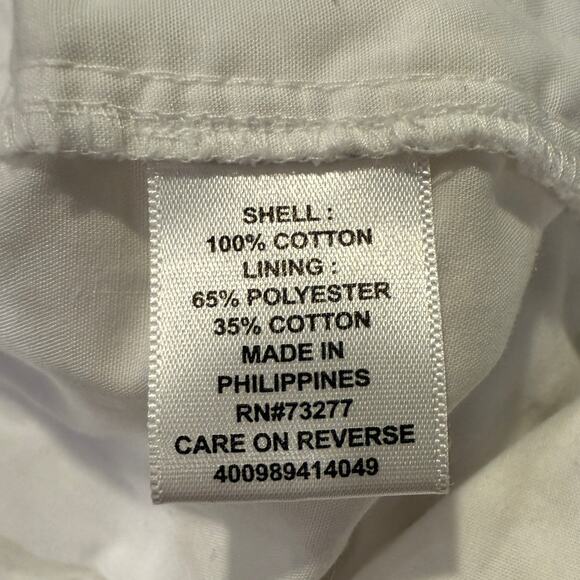 SHELL :
100% COTTON
LINING :
65% POLYESTER
35% COTTON
MADE IN
PHILIPPINES
RN#73277
CARE ON REVERSE
400989414049